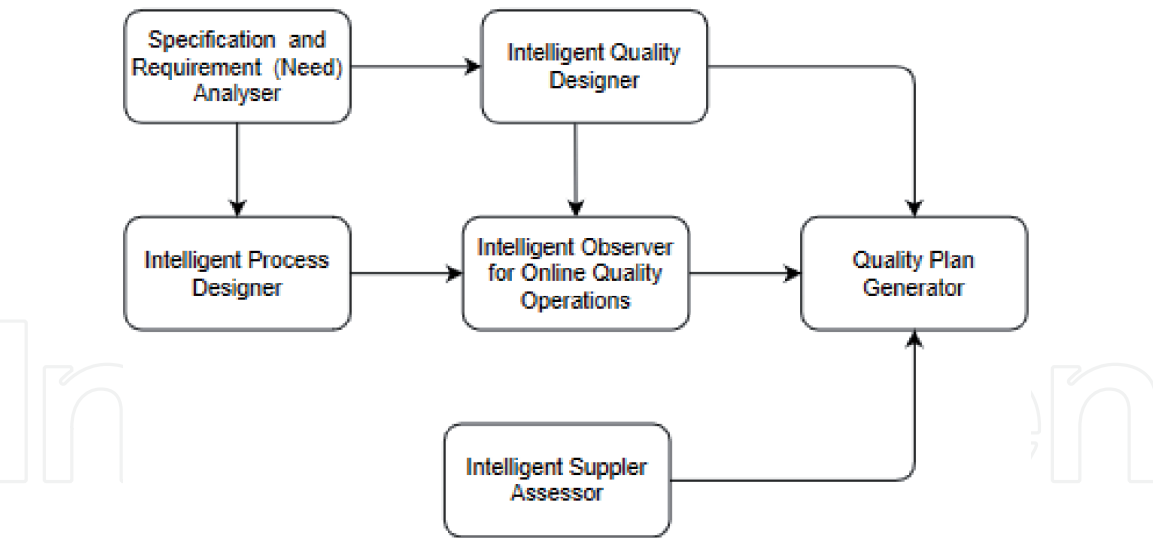 Specification and
Requirement (Need)
Analyser
Intelligent Quality
Designer
Intelligent Process
Designer
Intelligent Observer
for Online Quality
Operations
Quality Plan
Generator
Intelligent Suppler
Assessor